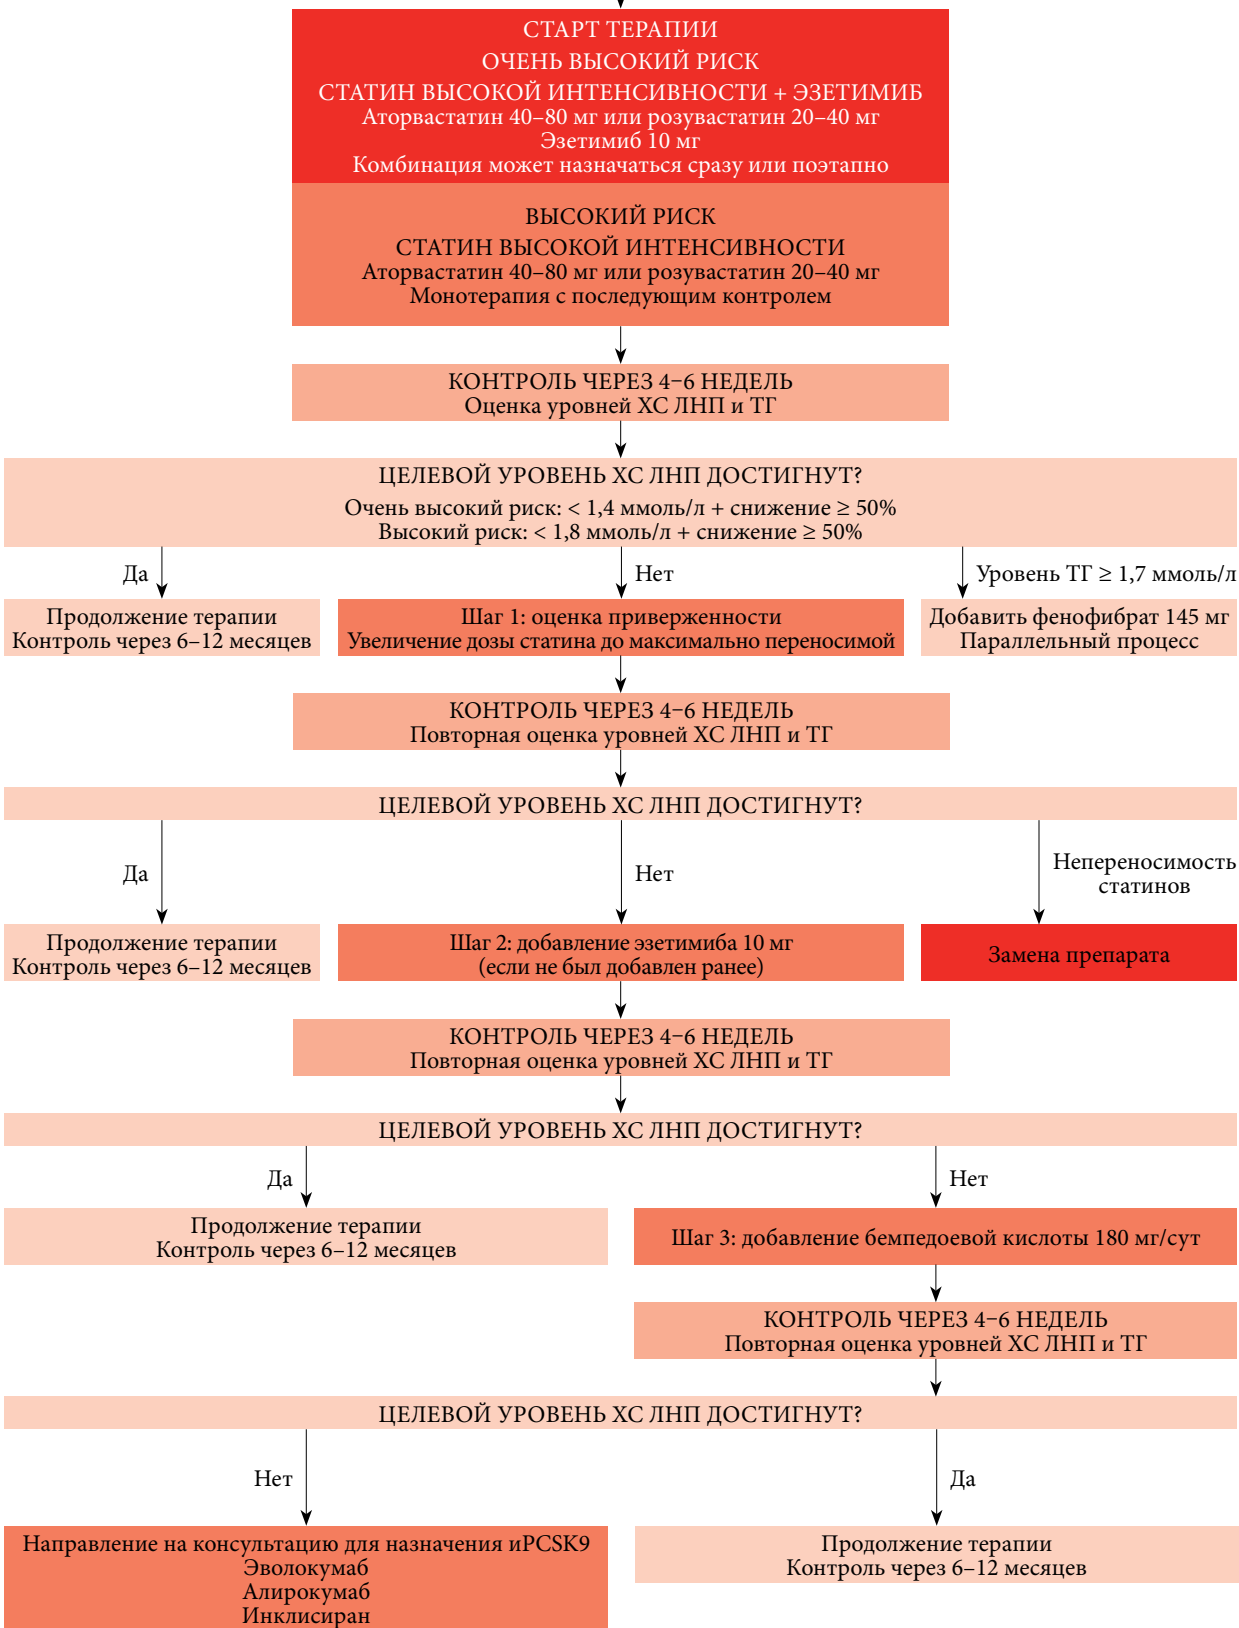 СТАРТ ТЕРАПИИ
ОЧЕНЬ ВЫСОКИЙ РИСК
СТАТИН ВЫСОКОЙ ИНТЕНСИВНОСТИ + ЭЗЕТИМИБ
Аторвастатин 40–80 мг или розувастатин 20–40 мг
Эзетимиб 10 мг
Комбинация может назначаться сразу или поэтапно
ВЫСОКИЙ РИСК
СТАТИН ВЫСОКОЙ ИНТЕНСИВНОСТИ
Аторвастатин 40–80 мг или розувастатин 20–40 мг
Монотерапия с последующим контролем
КОНТРОЛЬ ЧЕРЕЗ 4–6 НЕДЕЛЬ
Оценка уровней ХС ЛНП и ТГ
ЦЕЛЕВОЙ УРОВЕНЬ ХС ЛНП ДОСТИГНУТ?
Очень высокий риск: < 1,4 ммоль/л + снижение ≥ 50%
Высокий риск: < 1,8 ммоль/л + снижение ≥ 50%
Да
Нет
Уровень ТГ ≥ 1,7 ммоль/л
Продолжение терапии
Контроль через 6–12 месяцев
Шаг 1: оценка приверженности
Увеличение дозы статина до максимально переносимой
Добавить фенофибрат 145 мг
Параллельный процесс
КОНТРОЛЬ ЧЕРЕЗ 4–6 НЕДЕЛЬ
Повторная оценка уровней ХС ЛНП и ТГ
ЦЕЛЕВОЙ УРОВЕНЬ ХС ЛНП ДОСТИГНУТ?
Да
Нет
Непереносимость
статинов
Продолжение терапии
Контроль через 6–12 месяцев
Шаг 2: добавление эзетимиба 10 мг
(если не был добавлен ранее)
Замена препарата
КОНТРОЛЬ ЧЕРЕЗ 4–6 НЕДЕЛЬ
Повторная оценка уровней ХС ЛНП и ТГ
ЦЕЛЕВОЙ УРОВЕНЬ ХС ЛНП ДОСТИГНУТ?
Да
Нет
Продолжение терапии
Контроль через 6–12 месяцев
Шаг 3: добавление бемпедоевой кислоты 180 мг/сут
КОНТРОЛЬ ЧЕРЕЗ 4–6 НЕДЕЛЬ
Повторная оценка уровней ХС ЛНП и ТГ
ЦЕЛЕВОЙ УРОВЕНЬ ХС ЛНП ДОСТИГНУТ?
Нет
Да
Направление на консультацию для назначения иPCSK9
Эволокумаб
Алирокумаб
Инклисиран
Продолжение терапии
Контроль через 6–12 месяцев